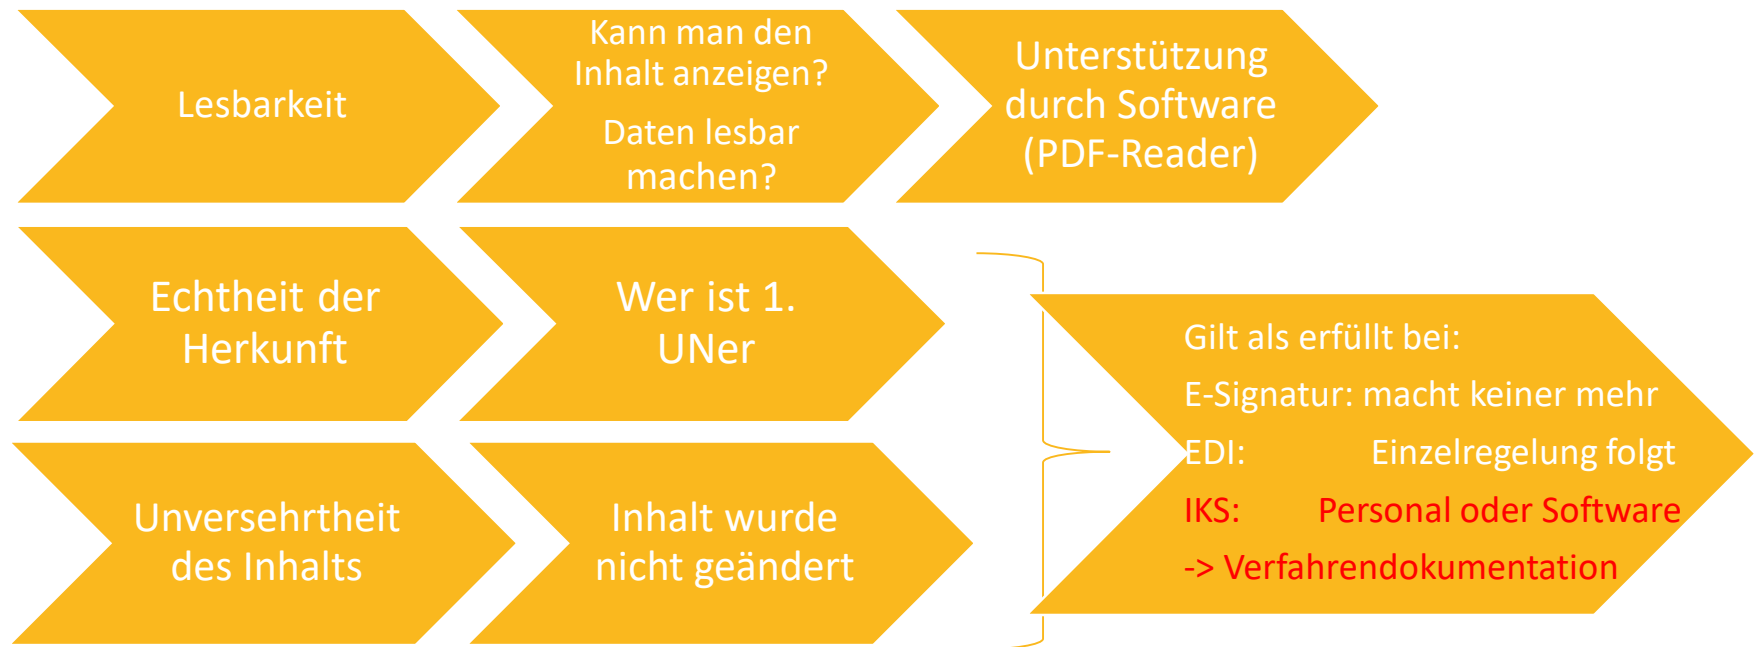 Lesbarkeit
Kann man den
Inhalt anzeigen?
Daten lesbar
machen?
Unterstützung
durch Software
(PDF-Reader)
Echtheit der
Herkunft
Wer ist 1.
UNer
Unversehrtheit
des Inhalts
Inhalt wurde
nicht geändert
Gilt als erfüllt bei:
E-Signatur: macht keiner mehr
EDI: Einzelregelung folgt
IKS: Personal oder Software
-> Verfahrendokumentation